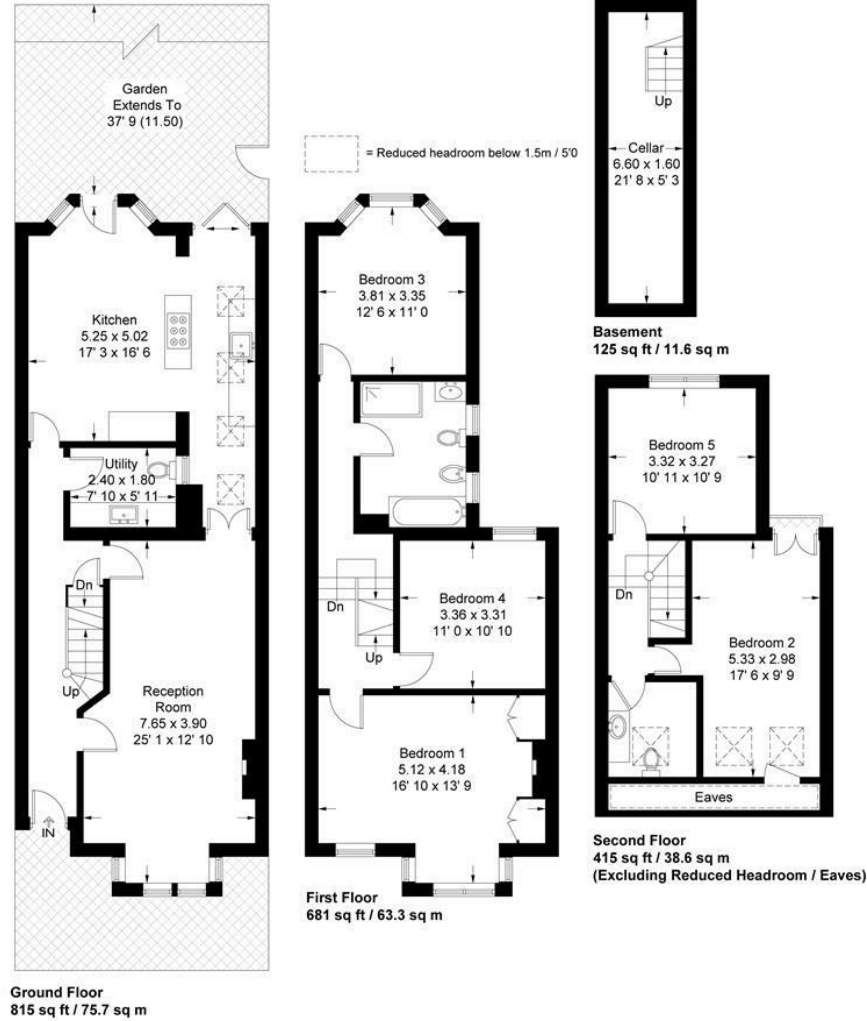 Garden
Extends To
37' 9 (11.50)
= Reduced headroom below 1.5m / 5'0
Up
Cellar
6.60 x 1.60
21' 8 x 5' 3
Basement
125 sq ft / 11.6 sq m
Kitchen
5.25 x 5.02
17' 3 x 16' 6
Utility
2.40 x 1.80
7' 10 x 5' 11
Dn
Up
Reception
Room
7.65 x 3.90
25' 1 x 12' 10
IN
Ground Floor
815 sq ft / 75.7 sq m
Bedroom 3
3.81 x 3.35
12' 6 x 11' 0
Dn
Up
Bedroom 4
3.36 x 3.31
11' 0 x 10' 10
Bedroom 1
5.12 x 4.18
16' 10 x 13' 9
First Floor
681 sq ft / 63.3 sq m
Bedroom 5
3.32 x 3.27
10' 11 x 10' 9
Dn
Bedroom 2
5.33 x 2.98
17' 6 x 9' 9
Eaves
Second Floor
415 sq ft / 38.6 sq m
(Excluding Reduced Headroom / Eaves)